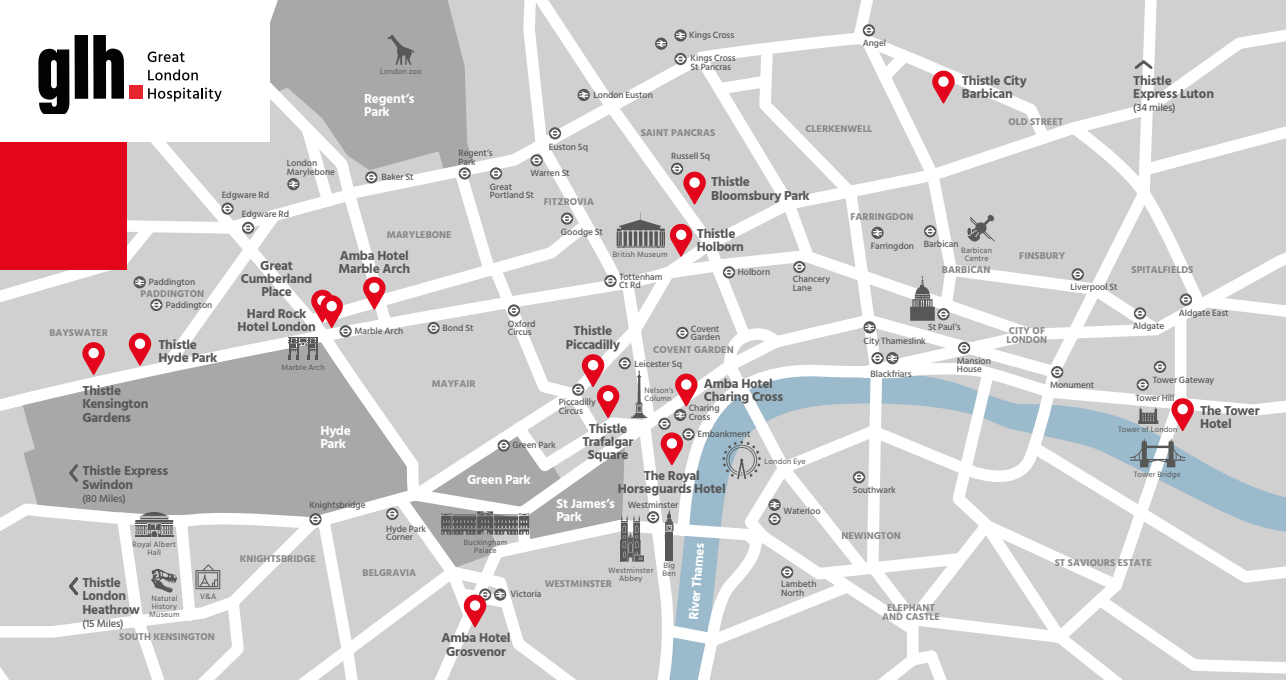 glh.
Great
London
Hospitality
London zoo
Regent's
Park
Kings Cross
Kings Cross
St Pancras
London Euston
Angel
Thistle City
Barbican
Thistle
Express Luton
(34 miles)
OLD STREET
CLERKENWELL
SAINT PANCRAS
Euston Sq
Regent's
Park
Warren St
Great
Portland St
London
Marylebone
Baker St
Russell Sq
Thistle
Bloomsbury Park
Edgware Rd
Edgware Rd
FITZROVIA
Goodge St
British Museum
Thistle
Holborn
MARYLEBONE
FARRINGDON
Farringdon
Barbican
Barbican
Centre
BARBICAN
FINSBURY
SPITALFIELDS
Liverpool St
Amba Hotel
Marble Arch
Great
Cumberland
Place
Hard Rock
Hotel London
Paddington
PADDINGTON
Paddington
Tottenham
Ct Rd
Holborn
Chancery
Lane
St Paul's
Aldgate
Aldgate East
CITY OF
LONDON
BAYSWATER
Thistle
Hyde Park
Marble Arch
Marble Arch
Bond St
Oxford
Circus
Thistle
Piccadilly
Covent
Garden
COVENT GARDEN
City Thameslink
Blackfriars
Mansion
House
Monument
Tower Gateway
Tower Hill
Thistle
Kensington
Gardens
MAYFAIR
Leicester Sq
Nelson's
Column
Piccadilly
Circus
Amba Hotel
Charing Cross
Charing
Cross
Embankment
Tower of London
The Tower
Hotel
Tower Bridge
Hyde
Park
Thistle
Trafalgar
Square
Green Park
Green Park
London Eye
Thistle Express
Swindon
(80 Miles)
The Royal
Horseguards Hotel
Southwark
St James's
Park
Westminster
Waterloo
Knightsbridge
Hyde Park
Corner
Buckingham
Palace
NEWINGTON
Royal Albert
Hall
KNIGHTSBRIDGE
BELGRAVIA
WESTMINSTER
Westminster
Abbey
Big
Ben
River Thames
Lambeth
North
ST SAVIOURS ESTATE
ELEPHANT
AND CASTLE
Thistle
London
Heathrow
(15 Miles)
Natural
History
Museum
V&A
SOUTH KENSINGTON
Victoria
Amba Hotel
Grosvenor